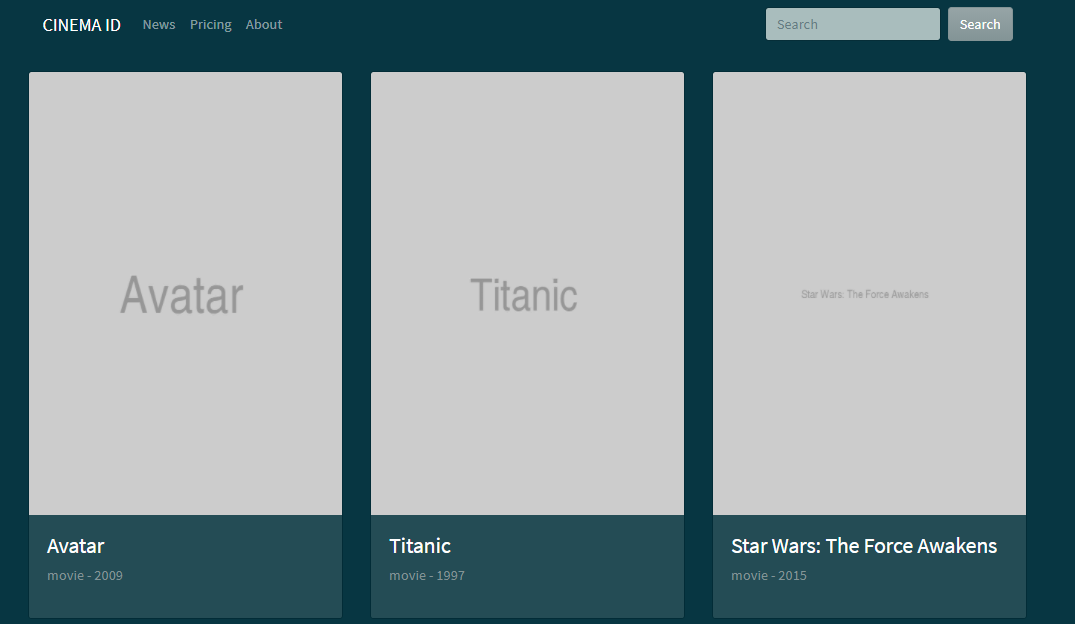 CINEMA ID News Pricing About Search Search
Avatar
Titanic
Star Wars: The Force Awakens
Avatar
movie - 2009
Titanic
movie - 1997
Star Wars: The Force Awakens
movie - 2015